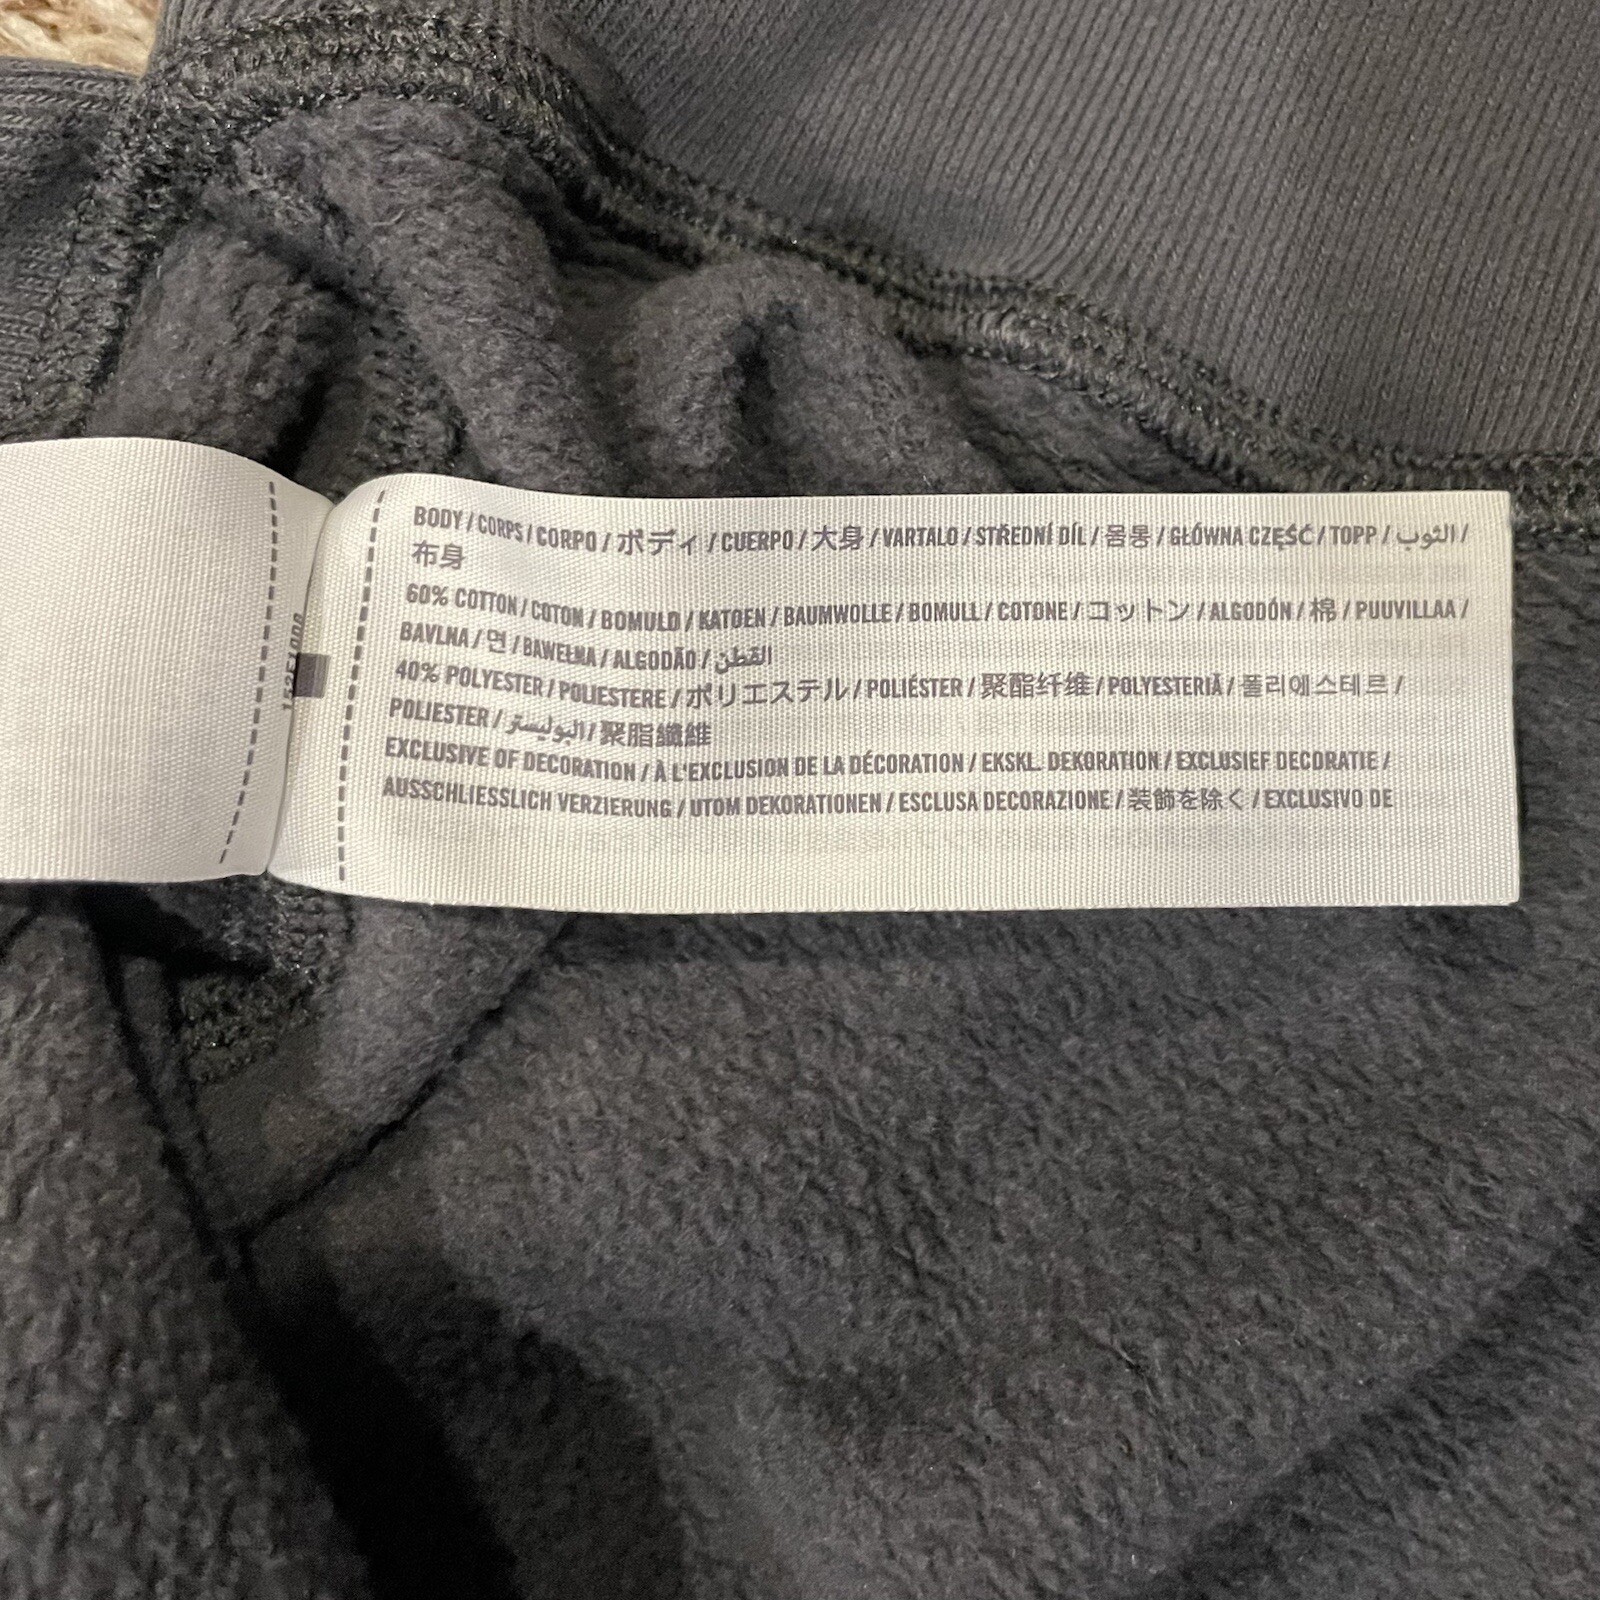 BODY / CORPS / CORPO / ボディ / CUERPO / 大身 / VARTALO / STŘEDNÍ DÍL / 몸통 / GŁÓWNA CZĘŚĆ / TOPP / الثوب /
布身
60% COTTON / COTON / BOMULD / KATOEN / BAUMWOLLE / BOMULL / COTONE / コットン / ALGODÓN / 棉 / PUUVILLAA /
BAVLNA / 면 / BAWEŁNA / ALGODÃO / القطن
40% POLYESTER / POLIESTERE / ポリエステル / POLIÉSTER / 聚酯纤维 / POLYESTERIÄ / 폴리에스테르 /
POLIESTER / البوليستر / 聚脂纖維
EXCLUSIVE OF DECORATION / À L'EXCLUSION DE LA DÉCORATION / EKSKL. DEKORATION / EXCLUSIEF DECORATIE /
AUSSCHLIESSLICH VERZIERUNG / UTOM DEKORATIONEN / ESCLUSA DECORAZIONE / 装飾を除く / EXCLUSIVO DE